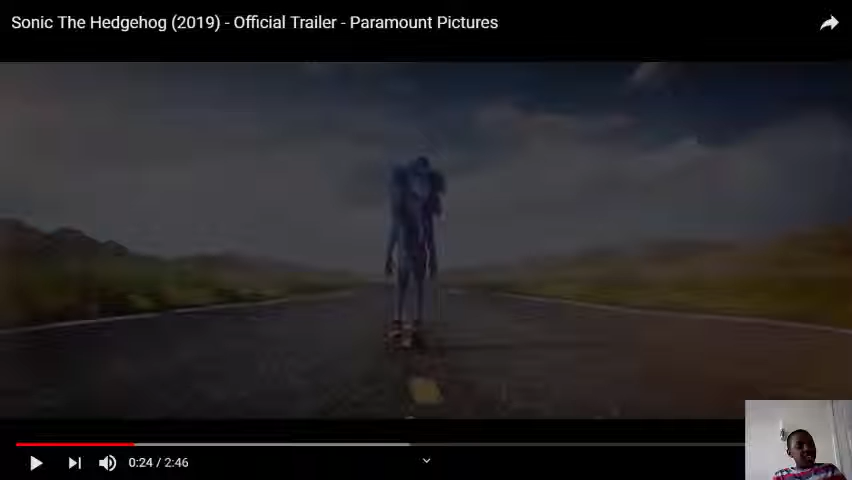 Sonic The Hedgehog (2019) - Official Trailer - Paramount Pictures
0:24 / 2:46